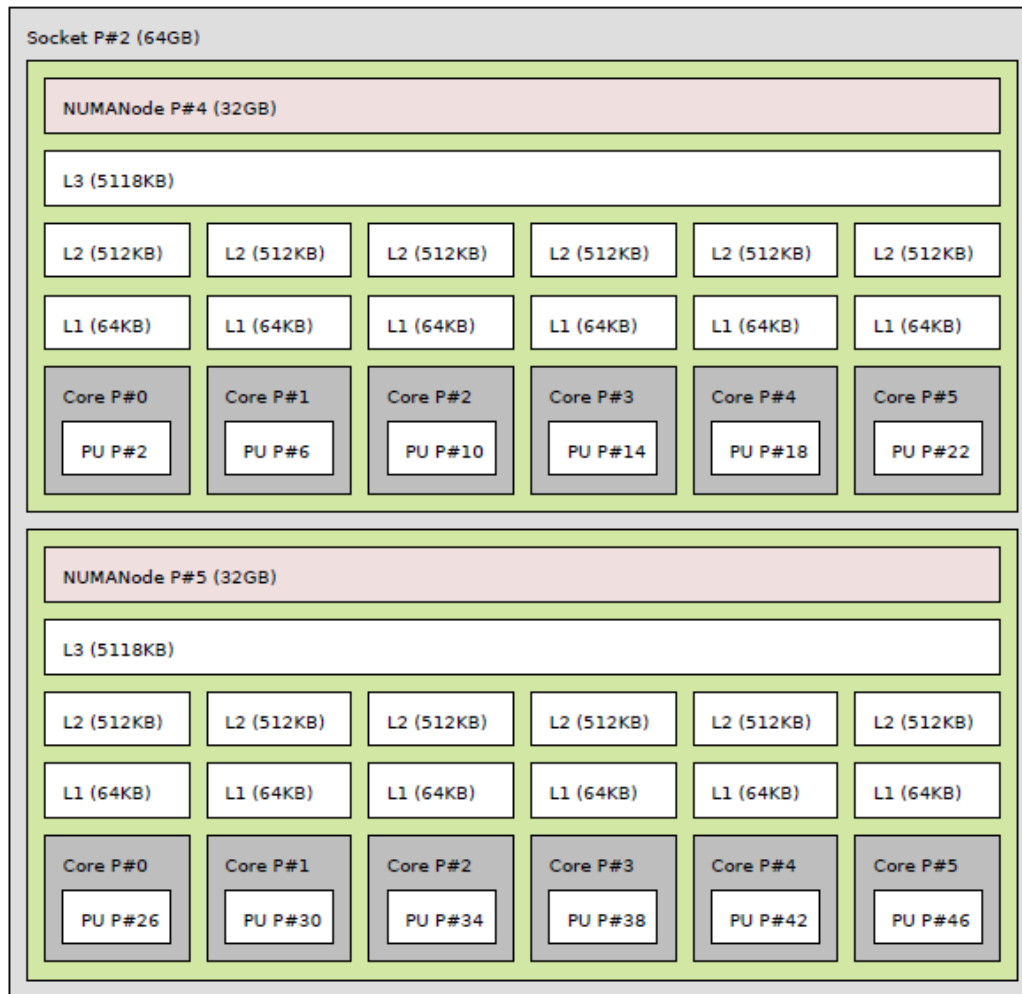 Socket P#2 (64GB)
NUMANode P#4 (32GB)
L3 (5118KB)
L2 (512KB) L2 (512KB) L2 (512KB) L2 (512KB) L2 (512KB) L2 (512KB)
L1 (64KB) L1 (64KB) L1 (64KB) L1 (64KB) L1 (64KB) L1 (64KB)
Core P#0 Core P#1 Core P#2 Core P#3 Core P#4 Core P#5
PU P#2 PU P#6 PU P#10 PU P#14 PU P#18 PU P#22
NUMANode P#5 (32GB)
L3 (5118KB)
L2 (512KB) L2 (512KB) L2 (512KB) L2 (512KB) L2 (512KB) L2 (512KB)
L1 (64KB) L1 (64KB) L1 (64KB) L1 (64KB) L1 (64KB) L1 (64KB)
Core P#0 Core P#1 Core P#2 Core P#3 Core P#4 Core P#5
PU P#26 PU P#30 PU P#34 PU P#38 PU P#42 PU P#46